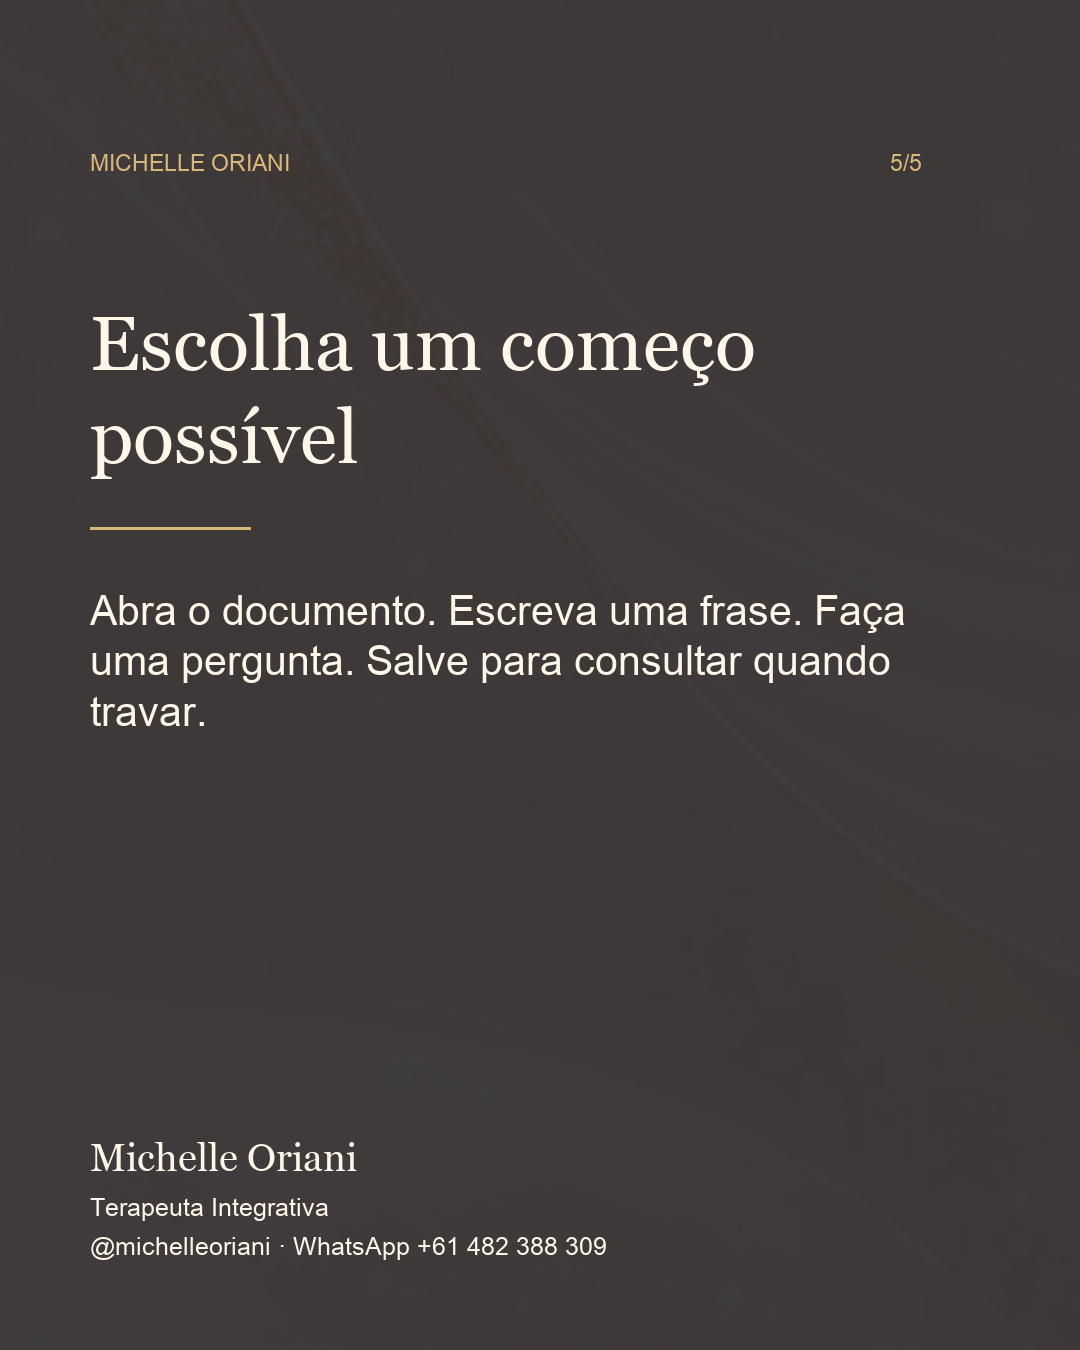 MICHELLE ORIANI
5/5
Escolha um começo
possível
Abra o documento. Escreva uma frase. Faça
uma pergunta. Salve para consultar quando
travar.
Michelle Oriani
Terapeuta Integrativa
@michelleoriani · WhatsApp +61 482 388 309